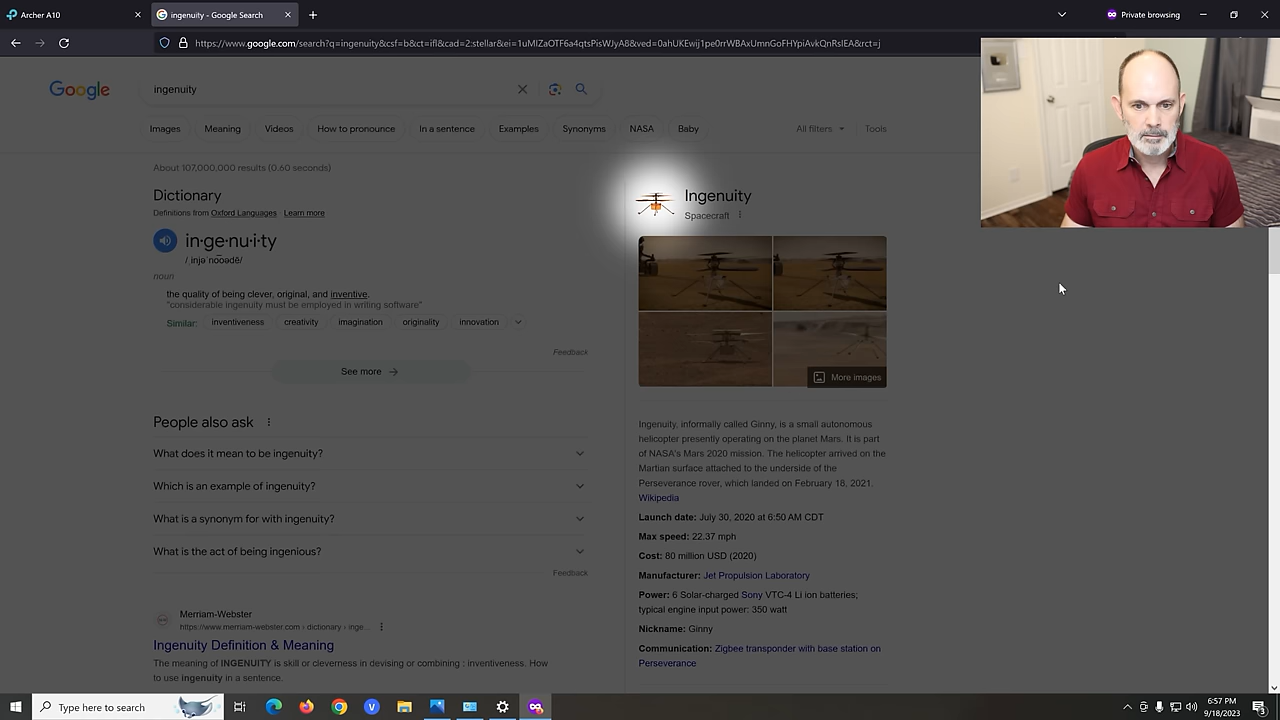 Archer A10
ingenuity - Google Search
Private browsing
https://www.google.com/search?q=ingenuity&csf=b&ct=ifl&cad=2:stellar&ei=1uMIZaOTF6a4qtsPisWJyA8&ved=0ahUKEwij1pe0rrWBAxUmnGoFHYpiAvkQnRsIEA&rct=j
Google
ingenuity
Images
Meaning
Videos
How to pronounce
In a sentence
Examples
Synonyms
NASA
Baby
All filters
Tools
About 107,000,000 results (0.60 seconds)
Dictionary
Definitions from Oxford Languages Learn more
in·ge·nu·i·ty
/ˌinjəˈno͞oədē/
noun
the quality of being clever, original, and inventive.
"considerable ingenuity must be employed in writing software"
Similar:
inventiveness
creativity
imagination
originality
innovation
Feedback
See more
People also ask
What does it mean to be ingenuity?
Which is an example of ingenuity?
What is a synonym for with ingenuity?
What is the act of being ingenious?
Feedback
Merriam-Webster
https://www.merriam-webster.com › dictionary › inge...
Ingenuity Definition & Meaning
The meaning of INGENUITY is skill or cleverness in devising or combining : inventiveness. How
to use ingenuity in a sentence.
Ingenuity
Spacecraft
More images
Ingenuity, informally called Ginny, is a small autonomous
helicopter presently operating on the planet Mars. It is part
of NASA's Mars 2020 mission. The helicopter arrived on the
Martian surface attached to the underside of the
Perseverance rover, which landed on February 18, 2021.
Wikipedia
Launch date: July 30, 2020 at 6:50 AM CDT
Max speed: 22.37 mph
Cost: 80 million USD (2020)
Manufacturer: Jet Propulsion Laboratory
Power: 6 Solar-charged Sony VTC-4 Li ion batteries;
typical engine input power: 350 watt
Nickname: Ginny
Communication: Zigbee transponder with base station on
Perseverance
Type here to search
6:57 PM
9/18/2023